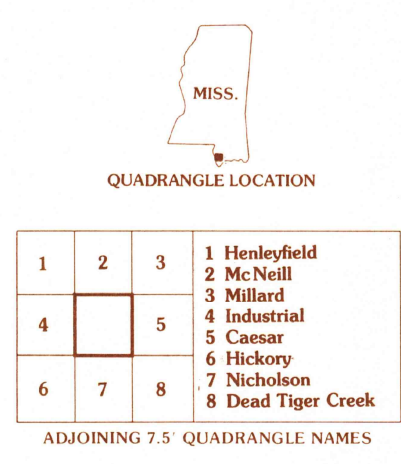 MISS.
QUADRANGLE LOCATION
1 2 3
4 5
6 7 8
1 Henleyfield
2 McNeill
3 Millard
4 Industrial
5 Caesar
6 Hickory
7 Nicholson
8 Dead Tiger Creek
ADJOINING 7.5′ QUADRANGLE NAMES